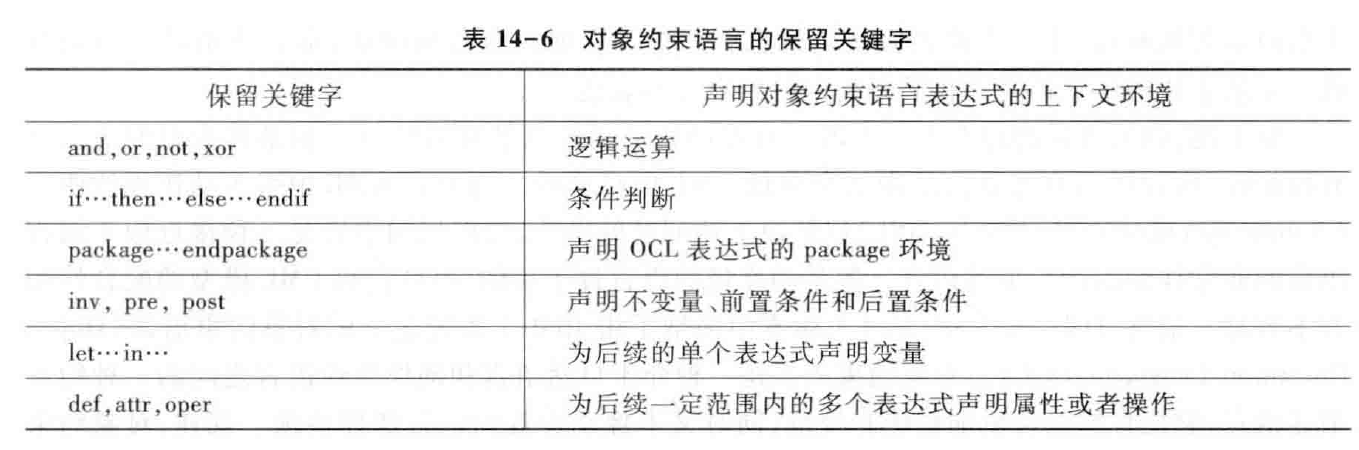 表 14-6 对象约束语言的保留关键字
保留关键字 声明对象约束语言表达式的上下文环境
and,or,not,xor 逻辑运算
if…then…else…endif 条件判断
package…endpackage 声明 OCL 表达式的 package 环境
inv, pre, post 声明不变量、前置条件和后置条件
let…in… 为后续的单个表达式声明变量
def,attr,oper 为后续一定范围内的多个表达式声明属性或者操作